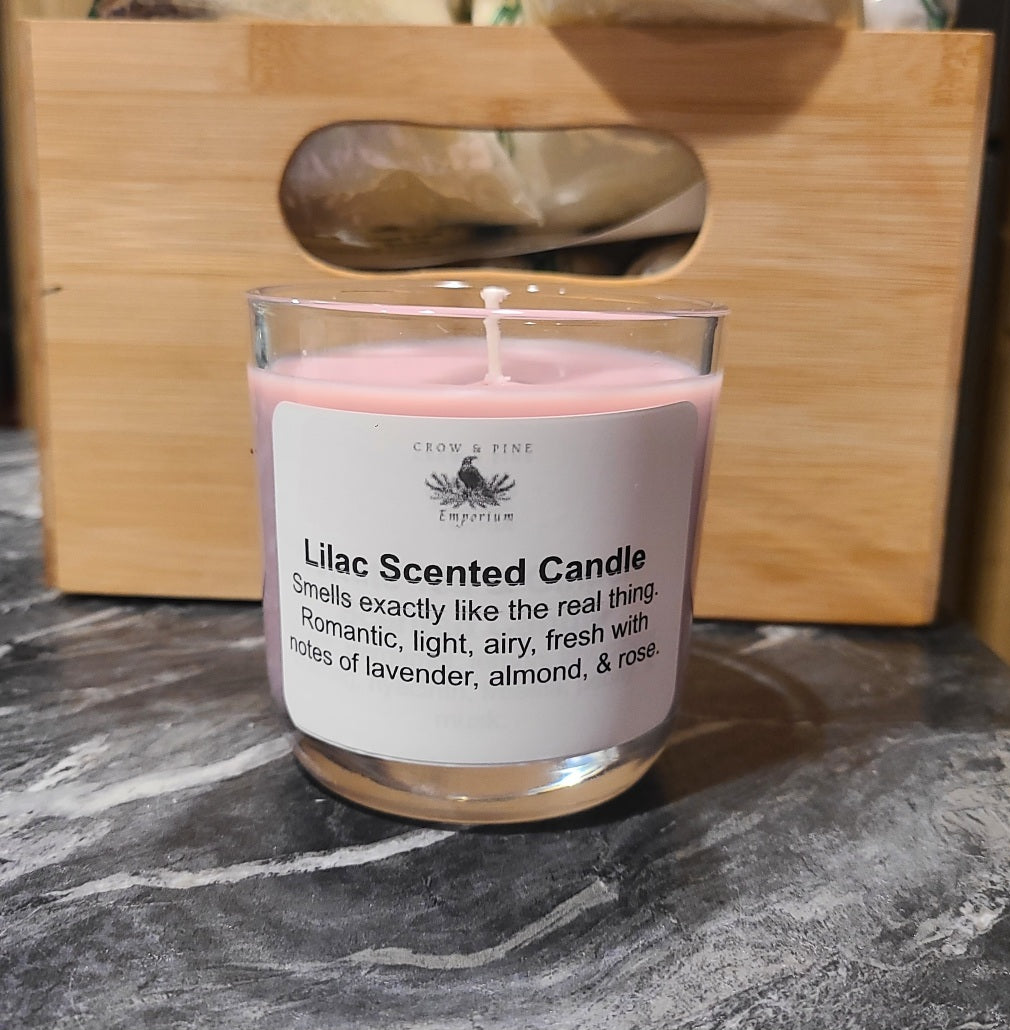 CROW & PINE
Emporium
Lilac Scented Candle
Smells exactly like the real thing.
Romantic, light, airy, fresh with
notes of lavender, almond, & rose.